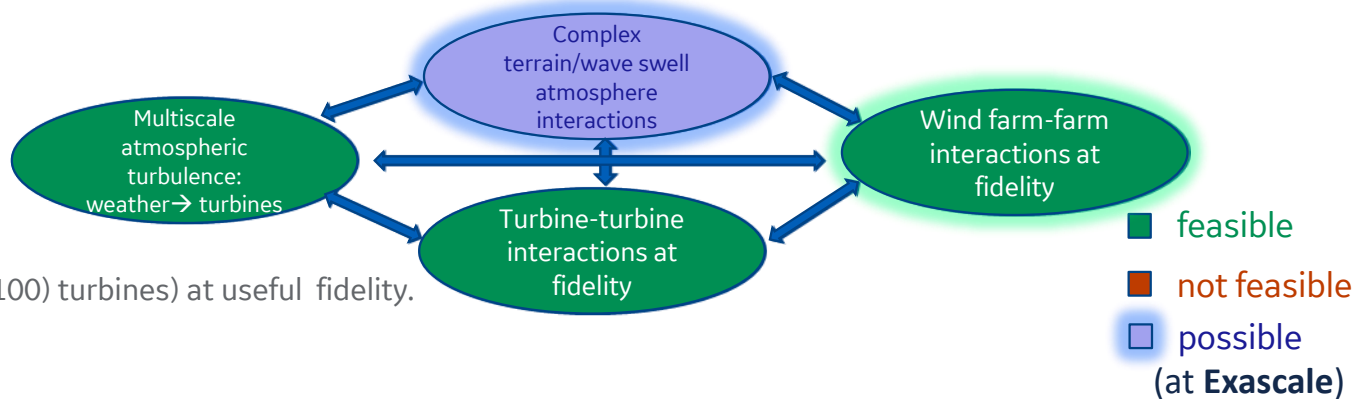 Complex
terrain/wave swell
atmosphere
interactions
Multiscale
atmospheric
turbulence:
weather→ turbines
Wind farm-farm
interactions at
fidelity
Turbine-turbine
interactions at
fidelity
100) turbines) at useful fidelity.
feasible
not feasible
possible
(at Exascale)